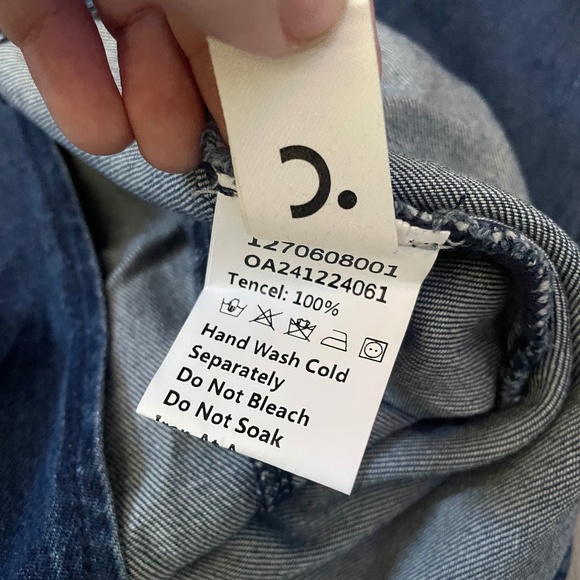 1270608001
OA241224061
Tencel: 100%
Hand Wash Cold
Separately
Do Not Bleach
Do Not Soak